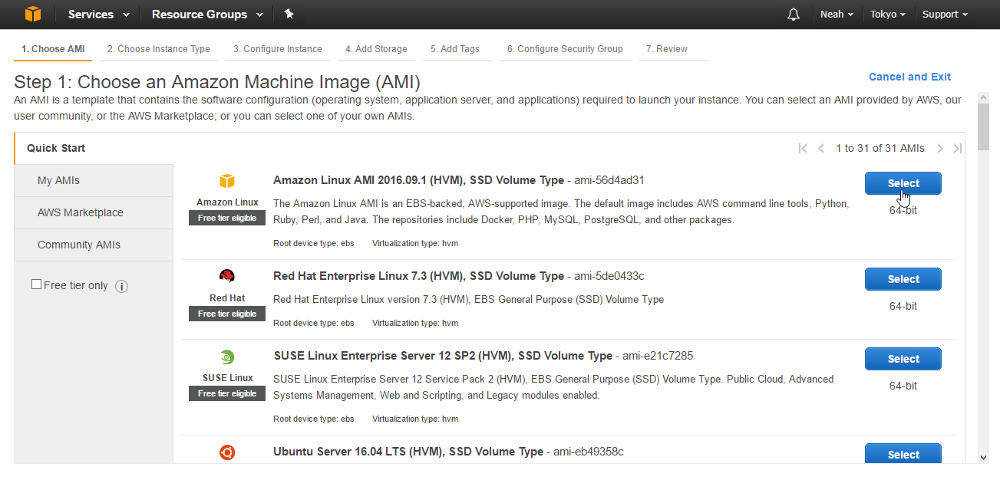 Services Resource Groups Neah Tokyo Support
1. Choose AMI 2. Choose Instance Type 3. Configure Instance 4. Add Storage 5. Add Tags 6. Configure Security Group 7. Review
Step 1: Choose an Amazon Machine Image (AMI)
Cancel and Exit
An AMI is a template that contains the software configuration (operating system, application server, and applications) required to launch your instance. You can select an AMI provided by AWS, our
user community, or the AWS Marketplace; or you can select one of your own AMIs.
Quick Start
My AMIs
AWS Marketplace
Community AMIs
Free tier only i
1 to 31 of 31 AMIs
Amazon Linux
Free tier eligible
Amazon Linux AMI 2016.09.1 (HVM), SSD Volume Type - ami-56d4ad31
The Amazon Linux AMI is an EBS-backed, AWS-supported image. The default image includes AWS command line tools, Python,
Ruby, Perl, and Java. The repositories include Docker, PHP, MySQL, PostgreSQL, and other packages.
Root device type: ebs Virtualization type: hvm
Select
64-bit
Red Hat
Free tier eligible
Red Hat Enterprise Linux 7.3 (HVM), SSD Volume Type - ami-5de0433c
Red Hat Enterprise Linux version 7.3 (HVM), EBS General Purpose (SSD) Volume Type
Root device type: ebs Virtualization type: hvm
Select
64-bit
SUSE Linux
Free tier eligible
SUSE Linux Enterprise Server 12 SP2 (HVM), SSD Volume Type - ami-e21c7285
SUSE Linux Enterprise Server 12 Service Pack 2 (HVM), EBS General Purpose (SSD) Volume Type. Public Cloud, Advanced
Systems Management, Web and Scripting, and Legacy modules enabled.
Root device type: ebs Virtualization type: hvm
Select
64-bit
Ubuntu Server 16.04 LTS (HVM), SSD Volume Type - ami-eb49358c
Select